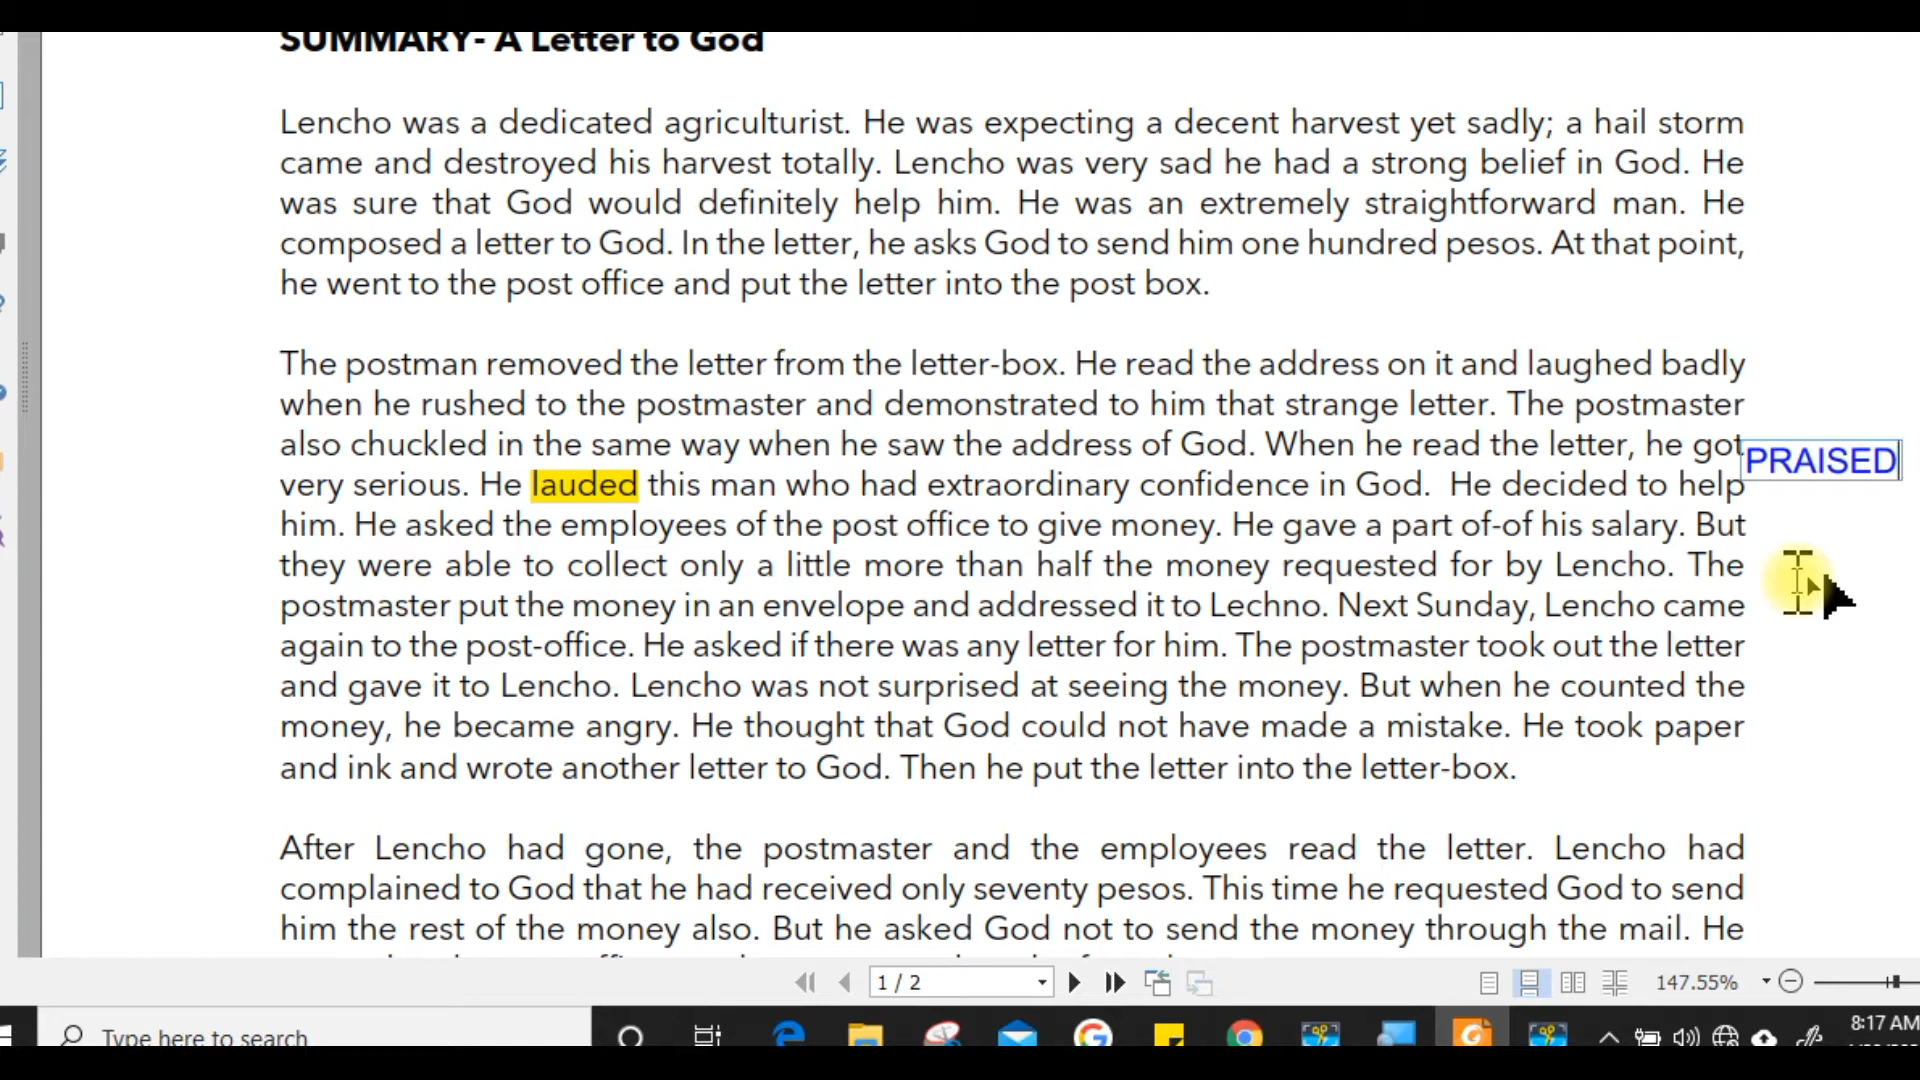 SUMMARY- A Letter to God
Lencho was a dedicated agriculturist. He was expecting a decent harvest yet sadly; a hail storm
came and destroyed his harvest totally. Lencho was very sad he had a strong belief in God. He
was sure that God would definitely help him. He was an extremely straightforward man. He
composed a letter to God. In the letter, he asks God to send him one hundred pesos. At that point,
he went to the post office and put the letter into the post box.
The postman removed the letter from the letter-box. He read the address on it and laughed badly
when he rushed to the postmaster and demonstrated to him that strange letter. The postmaster
also chuckled in the same way when he saw the address of God. When he read the letter, he got
PRAISED
very serious. He lauded this man who had extraordinary confidence in God. He decided to help
him. He asked the employees of the post office to give money. He gave a part of-of his salary. But
they were able to collect only a little more than half the money requested for by Lencho. The
postmaster put the money in an envelope and addressed it to Lechno. Next Sunday, Lencho came
again to the post-office. He asked if there was any letter for him. The postmaster took out the letter
and gave it to Lencho. Lencho was not surprised at seeing the money. But when he counted the
money, he became angry. He thought that God could not have made a mistake. He took paper
and ink and wrote another letter to God. Then he put the letter into the letter-box.
After Lencho had gone, the postmaster and the employees read the letter. Lencho had
complained to God that he had received only seventy pesos. This time he requested God to send
him the rest of the money also. But he asked God not to send the money through the mail. He
1 / 2
147.55%
Type here to search
8:17 AM